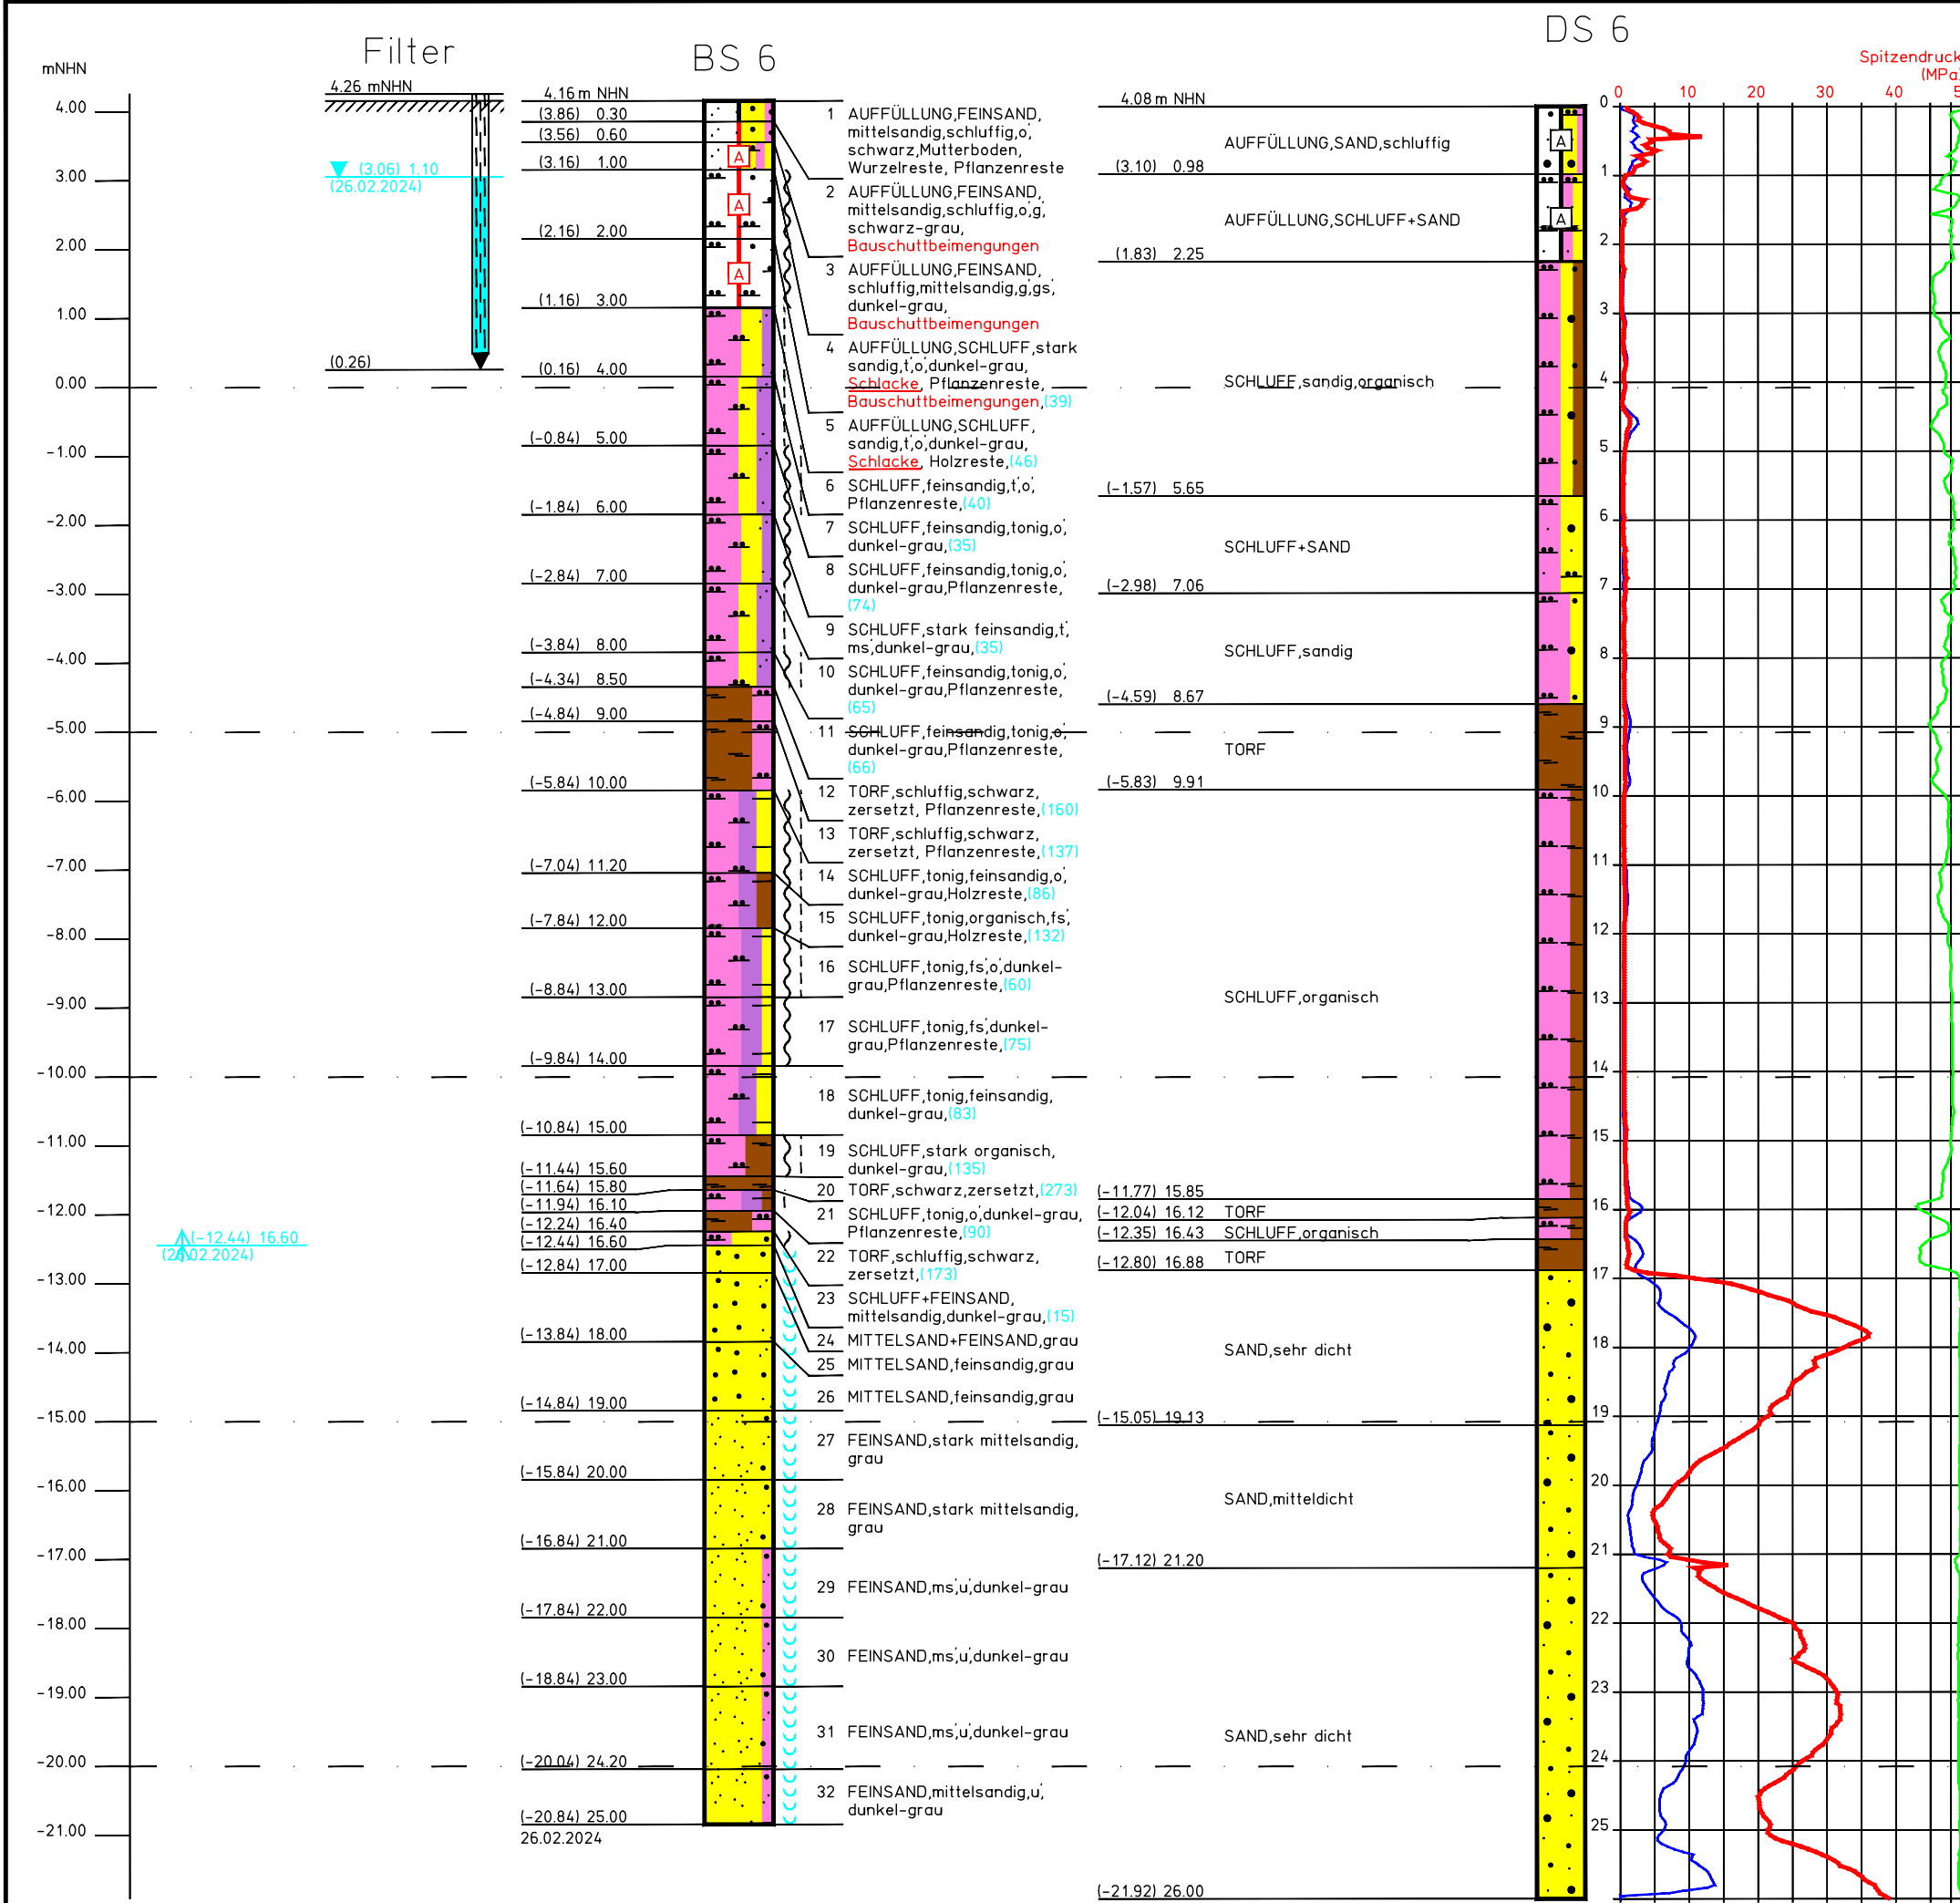 DS 6
Filter
BS 6
Spitzendruck
(MPa
mNHN
4.26 mNHN
4.16 m NHN
4.08 m NHN
0 10 20 30 40 5
4.00
3.00
2.00
1.00
0.00
-1.00
-2.00
-3.00
-4.00
-5.00
-6.00
-7.00
-8.00
-9.00
-10.00
-11.00
-12.00
-13.00
-14.00
-15.00
-16.00
-17.00
-18.00
-19.00
-20.00
-21.00
(3.06) 1.10
(26.02.2024)
(0.26)
(-12.44) 16.60
(26.02.2024)
(3.86) 0.30
(3.56) 0.60
(3.16) 1.00
(2.16) 2.00
(1.16) 3.00
(0.16) 4.00
(-0.84) 5.00
(-1.84) 6.00
(-2.84) 7.00
(-3.84) 8.00
(-4.34) 8.50
(-4.84) 9.00
(-5.84) 10.00
(-7.04) 11.20
(-7.84) 12.00
(-8.84) 13.00
(-9.84) 14.00
(-10.84) 15.00
(-11.44) 15.60
(-11.64) 15.80
(-11.94) 16.10
(-12.24) 16.40
(-12.44) 16.60
(-12.84) 17.00
(-13.84) 18.00
(-14.84) 19.00
(-15.84) 20.00
(-16.84) 21.00
(-17.84) 22.00
(-18.84) 23.00
(-20.04) 24.20
(-20.84) 25.00
26.02.2024
A
A
A
1 AUFFÜLLUNG,FEINSAND,
mittelsandig,schluffig,o',
schwarz,Mutterboden,
Wurzelreste, Pflanzenreste
2 AUFFÜLLUNG,FEINSAND,
mittelsandig,schluffig,o',g',
schwarz-grau,
Bauschuttbeimengungen
3 AUFFÜLLUNG,FEINSAND,
schluffig,mittelsandig,g',gs',
dunkel-grau,
Bauschuttbeimengungen
4 AUFFÜLLUNG,SCHLUFF,stark
sandig,t',o',dunkel-grau,
Schlacke, Pflanzenreste,
Bauschuttbeimengungen,(39)
5 AUFFÜLLUNG,SCHLUFF,
sandig,t',o',dunkel-grau,
Schlacke, Holzreste,(46)
6 SCHLUFF,feinsandig,t',o',
Pflanzenreste,(40)
7 SCHLUFF,feinsandig,tonig,o',
dunkel-grau,(35)
8 SCHLUFF,feinsandig,tonig,o',
dunkel-grau,Pflanzenreste,
(74)
9 SCHLUFF,stark feinsandig,t',
ms',dunkel-grau,(35)
10 SCHLUFF,feinsandig,tonig,o',
dunkel-grau,Pflanzenreste,
(65)
11 SCHLUFF,feinsandig,tonig,o',
dunkel-grau,Pflanzenreste,
(66)
12 TORF,schluffig,schwarz,
zersetzt, Pflanzenreste,(160)
13 TORF,schluffig,schwarz,
zersetzt, Pflanzenreste,(137)
14 SCHLUFF,tonig,feinsandig,o',
dunkel-grau,Holzreste,(86)
15 SCHLUFF,tonig,organisch,fs',
dunkel-grau,Holzreste,(132)
16 SCHLUFF,tonig,fs',o',dunkel-
grau,Pflanzenreste,(60)
17 SCHLUFF,tonig,fs',dunkel-
grau,Pflanzenreste,(75)
18 SCHLUFF,tonig,feinsandig,
dunkel-grau,(83)
19 SCHLUFF,stark organisch,
dunkel-grau,(135)
20 TORF,schwarz,zersetzt,(273)
21 SCHLUFF,tonig,o',dunkel-grau,
Pflanzenreste,(90)
22 TORF,schluffig,schwarz,
zersetzt,(173)
23 SCHLUFF+FEINSAND,
mittelsandig,dunkel-grau,(15)
24 MITTELSAND+FEINSAND,grau
25 MITTELSAND,feinsandig,grau
26 MITTELSAND,feinsandig,grau
27 FEINSAND,stark mittelsandig,
grau
28 FEINSAND,stark mittelsandig,
grau
29 FEINSAND,ms',u',dunkel-grau
30 FEINSAND,ms',u',dunkel-grau
31 FEINSAND,ms',u',dunkel-grau
32 FEINSAND,mittelsandig,u',
dunkel-grau
AUFFÜLLUNG,SAND,schluffig
(3.10) 0.98
AUFFÜLLUNG,SCHLUFF+SAND
(1.83) 2.25
SCHLUFF,sandig,organisch
(-1.57) 5.65
SCHLUFF+SAND
(-2.98) 7.06
SCHLUFF,sandig
(-4.59) 8.67
TORF
(-5.83) 9.91
SCHLUFF,organisch
(-11.77) 15.85
(-12.04) 16.12 TORF
(-12.35) 16.43 SCHLUFF,organisch
(-12.80) 16.88 TORF
SAND,sehr dicht
(-15.05) 19.13
SAND,mitteldicht
(-17.12) 21.20
SAND,sehr dicht
(-21.92) 26.00
A
A
0
1
2
3
4
5
6
7
8
9
10
11
12
13
14
15
16
17
18
19
20
21
22
23
24
25